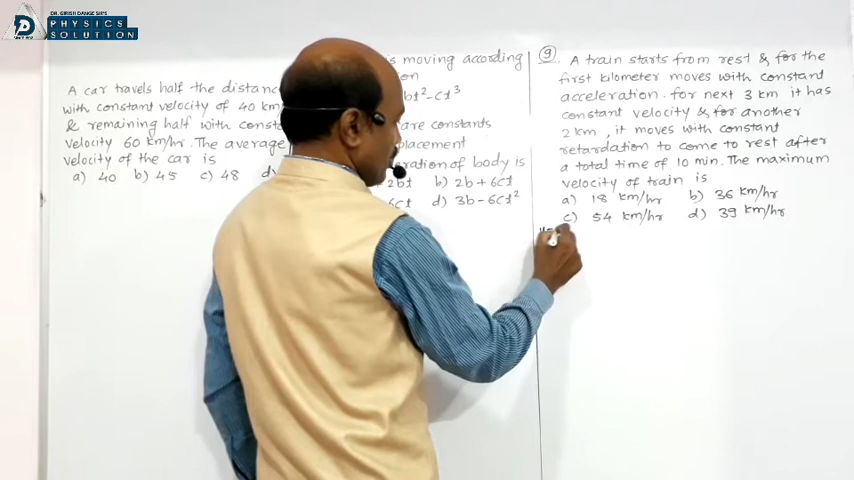 DR. GIRISH DANGE SIR'S
PHYSICS
SOLUTION
A car travels half the distanc
with constant velocity of 40 km
& remaining half with const
velocity 60 km/hr. The average
velocity of the car is
a) 40 b) 45 c) 48 d)
is moving according
on
bt²-ct³
are constants
placement
eration of body is
2bt b) 2b+6ct
6ct d) 3b-6ct²
9. A train starts from rest & for the
first kilometer moves with constant
acceleration. for next 3 km it has
constant velocity & for another
2 km, it moves with constant
retardation to come to rest after
a total time of 10 min. The maximum
velocity of train is
a) 18 km/hr b) 36 km/hr
c) 54 km/hr d) 39 km/hr